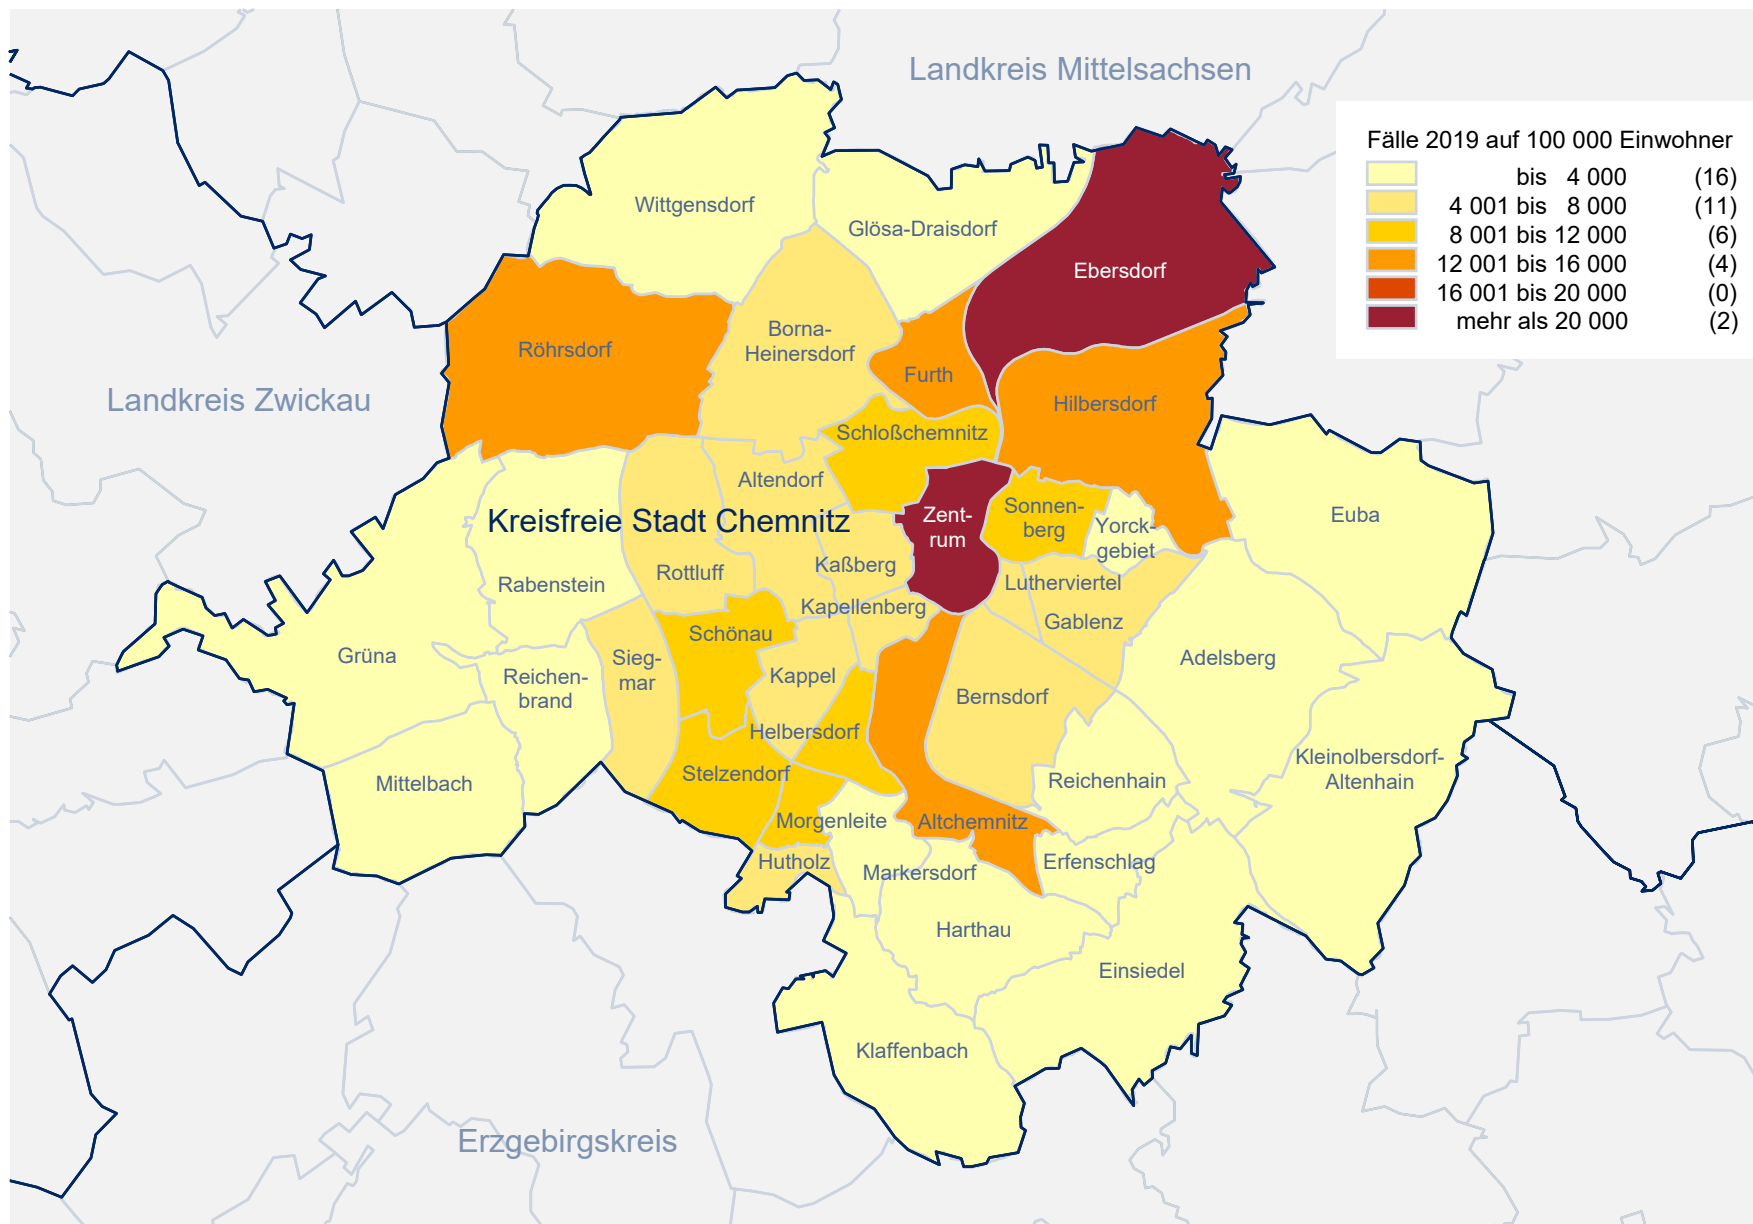 Landkreis Mittelsachsen
Fälle 2019 auf 100 000 Einwohner
bis 4 000 (16)
4 001 bis 8 000 (11)
8 001 bis 12 000 (6)
12 001 bis 16 000 (4)
16 001 bis 20 000 (0)
mehr als 20 000 (2)
Wittgensdorf
Glösa-Draisdorf
Ebersdorf
Borna-
Heinersdorf
Röhrsdorf
Furth
Landkreis Zwickau
Hilbersdorf
Schloßchemnitz
Altendorf
Kreisfreie Stadt Chemnitz
Zent-
rum
Sonnen-
berg
Yorck-
gebiet
Euba
Rabenstein
Rottluff
Kaßberg
Lutherviertel
Kapellenberg
Gablenz
Schönau
Grüna
Sieg-
mar
Adelsberg
Reichen-
brand
Kappel
Bernsdorf
Helbersdorf
Kleinolbersdorf-
Altenhain
Mittelbach
Stelzendorf
Reichenhain
Morgenleite
Altchemnitz
Hutholz
Markersdorf
Erfenschlag
Harthau
Einsiedel
Klaffenbach
Erzgebirgskreis